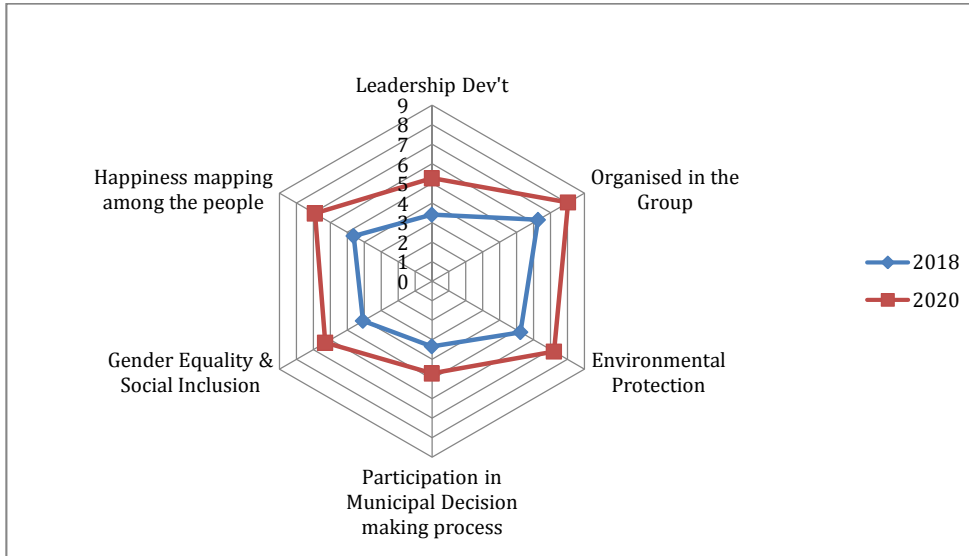 Leadership Dev't
9
8
7
6
5
4
3
2
1
0
Organised in the
Group
Environmental
Protection
Participation in
Municipal Decision
making process
Gender Equality &
Social Inclusion
Happiness mapping
among the people
2018
2020